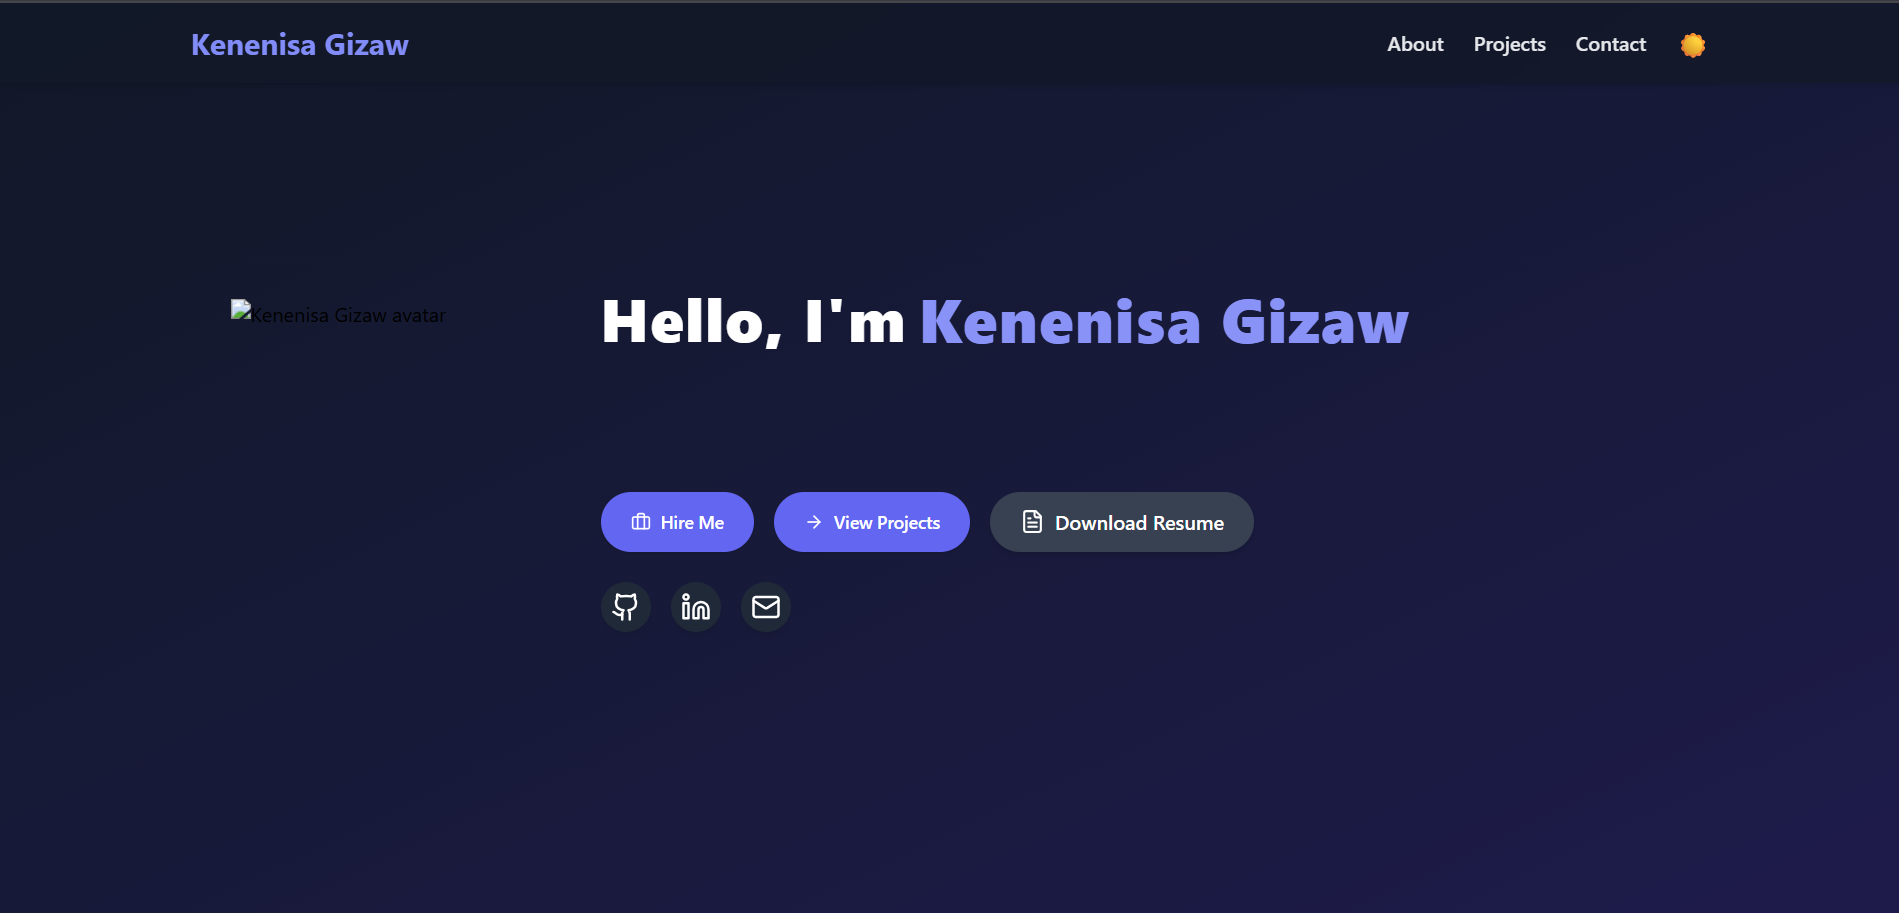 Kenenisa Gizaw
About Projects Contact
Kenenisa Gizaw avatar
Hello, I'm Kenenisa Gizaw
Hire Me View Projects Download Resume